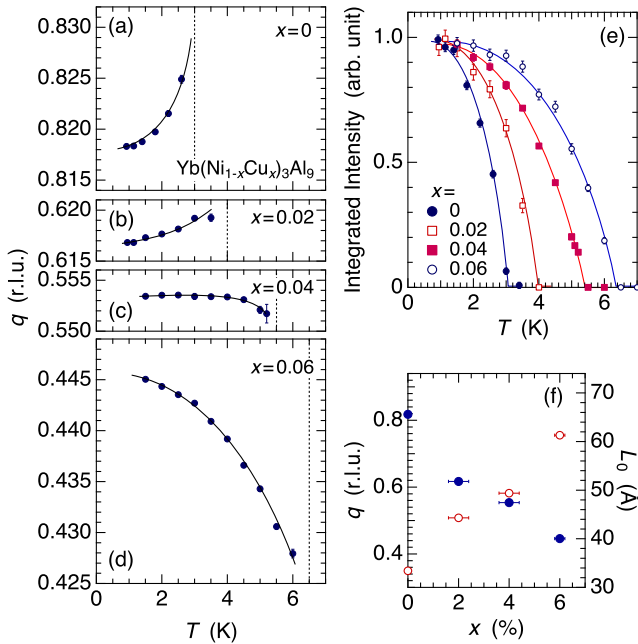 (a)
x=0
0.830
0.825
0.820
0.815
Yb(Ni1-xCux)3Al9
(b)
x=0.02
0.620
0.615
(c)
x=0.04
0.555
0.550
q (r.l.u.)
x=0.06
0.445
0.440
0.435
0.430
0.425
(d)
0 2 4 6
T (K)
(e)
Integrated Intensity (arb. unit)
1.0
0.5
0
x=
0
0.02
0.04
0.06
0 2 4 6
T (K)
(f)
q (r.l.u.)
0.8
0.6
0.4
L0 (Å)
70
60
50
40
30
0 2 4 6
x (%)